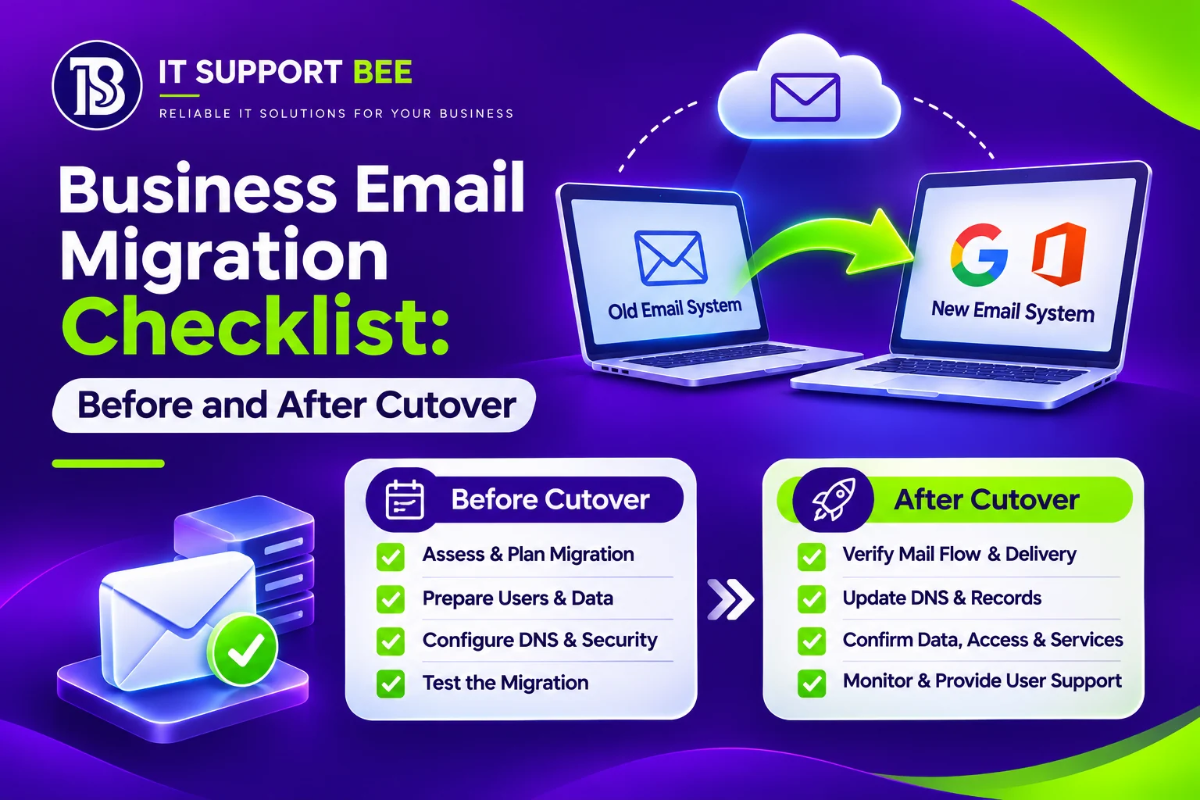 IT SUPPORT BEE
RELIABLE IT SOLUTIONS FOR YOUR BUSINESS
Business Email
Migration
Checklist:
Before and After Cutover
Old Email System
New Email System
Before Cutover
Assess & Plan Migration
Prepare Users & Data
Configure DNS & Security
Test the Migration
After Cutover
Verify Mail Flow & Delivery
Update DNS & Records
Confirm Data, Access & Services
Monitor & Provide User Support